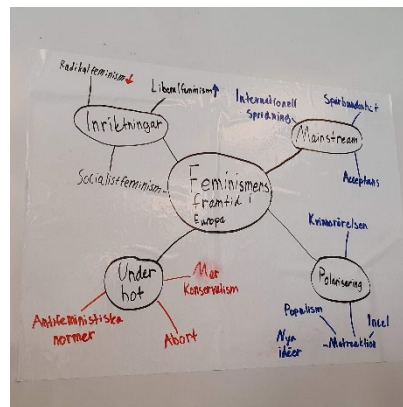 Radikalfeminism
Liberalfeminism
Inriktningar
Socialistfeminism
Internationell
Spridning
Spårbundenhet
Mainstream
Acceptans
Feminismens
framtid i
Europa
Under
hot
Mer
Konservatism
Antifeministiska
normer
Abort
Kvinnorörelsen
Polarisering
Populism
Incel
Motreaktion
Nya
idéer